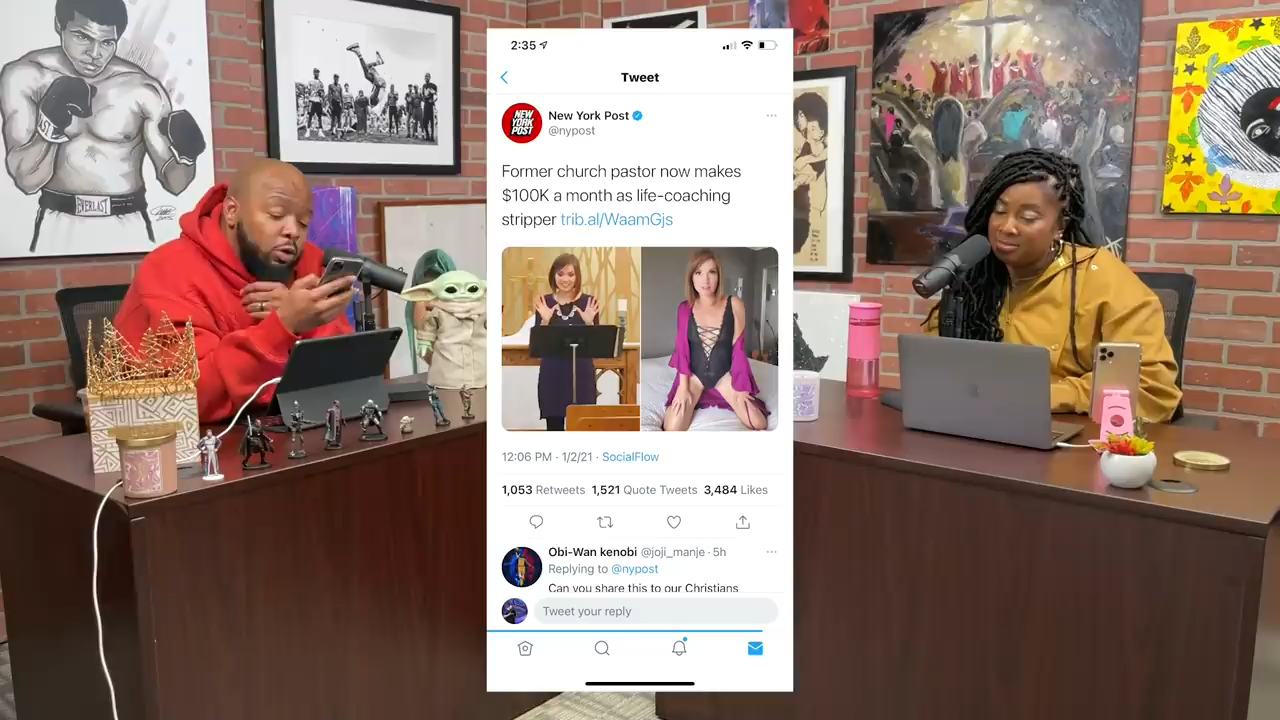 2:35
Tweet
NEW
YORK
POST
New York Post
@nypost
Former church pastor now makes
$100K a month as life-coaching
stripper trib.al/WaamGjs
12:06 PM · 1/2/21 · SocialFlow
1,053 Retweets 1,521 Quote Tweets 3,484 Likes
Obi-Wan kenobi @joji_manje · 5h
Replying to @nypost
Can you share this to our Christians
Tweet your reply
EVERLAST